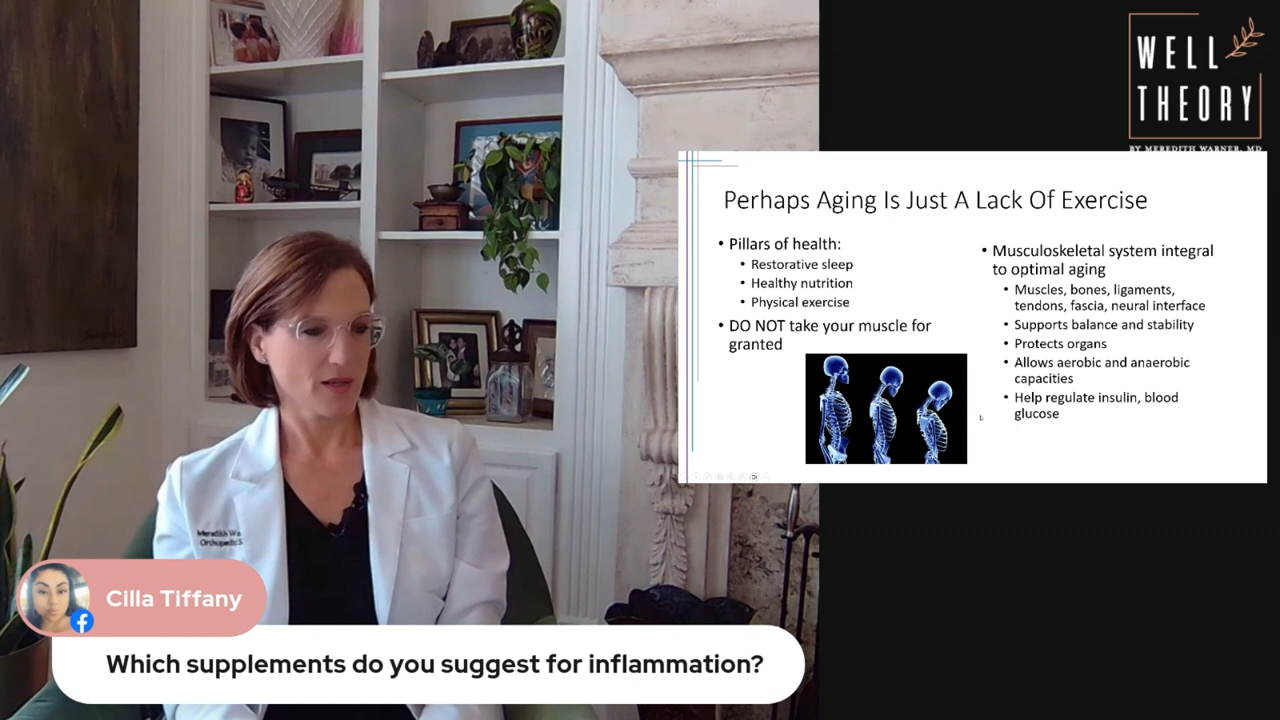 WELL
THEORY
BY MEREDITH WARNER, MD
Perhaps Aging Is Just A Lack Of Exercise
• Pillars of health:
• Restorative sleep
• Healthy nutrition
• Physical exercise
• DO NOT take your muscle for
granted
• Musculoskeletal system integral
to optimal aging
• Muscles, bones, ligaments,
tendons, fascia, neural interface
• Supports balance and stability
• Protects organs
• Allows aerobic and anaerobic
capacities
• Help regulate insulin, blood
glucose
Meredith Wa
Orthopedic S
Cilla Tiffany
Which supplements do you suggest for inflammation?